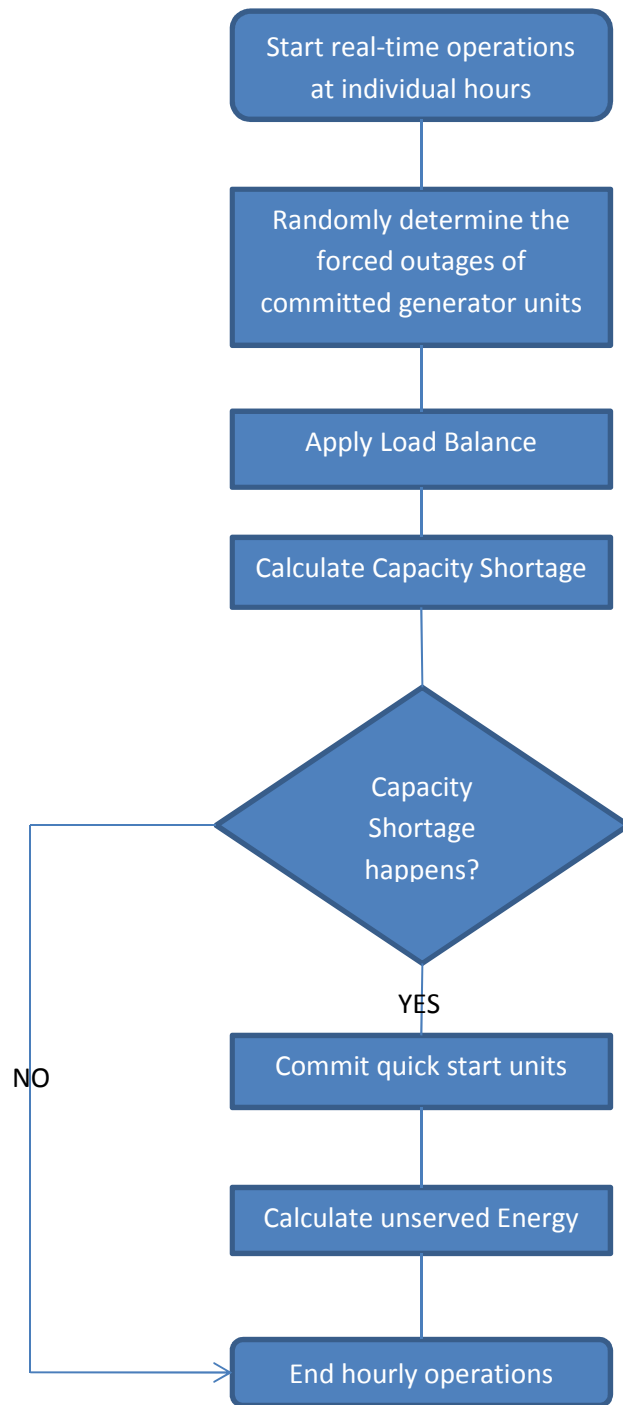 Start real-time operations
at individual hours
Randomly determine the
forced outages of
committed generator units
Apply Load Balance
Calculate Capacity Shortage
Capacity
Shortage
happens?
YES
Commit quick start units
NO
Calculate unserved Energy
End hourly operations